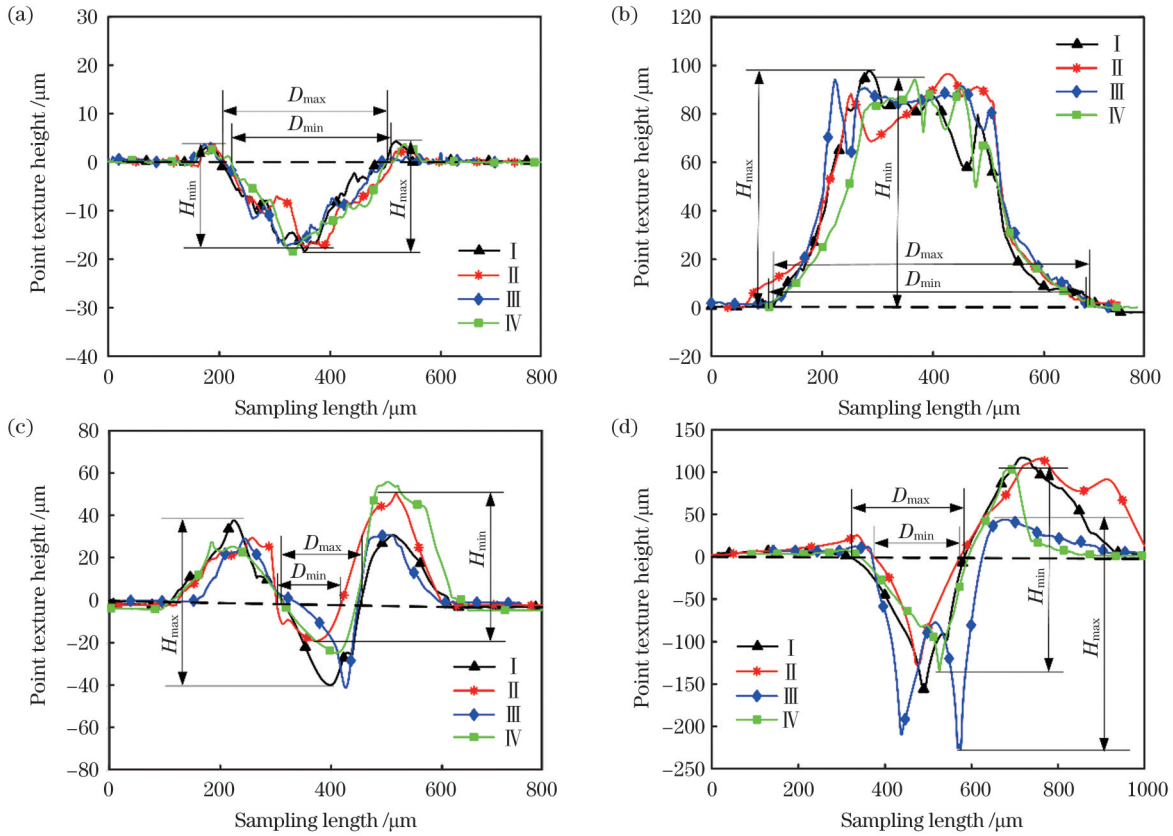 (a)
30
20
10
0
−10
−20
−30
−40
Point texture height /μm
D_max
D_min
H_min
H_max
Ⅰ
Ⅱ
Ⅲ
Ⅳ
0 200 400 600 800
Sampling length /μm
(b)
120
100
80
60
40
20
0
−20
Point texture height /μm
Ⅰ
Ⅱ
Ⅲ
Ⅳ
H_max
H_min
D_max
D_min
0 200 400 600 800
Sampling length /μm
(c)
80
60
40
20
0
−20
−40
−60
−80
Point texture height /μm
D_max
D_min
H_max
H_min
Ⅰ
Ⅱ
Ⅲ
Ⅳ
0 200 400 600 800
Sampling length /μm
(d)
150
100
50
0
−50
−100
−150
−200
−250
Point texture height /μm
D_max
D_min
H_min
H_max
Ⅰ
Ⅱ
Ⅲ
Ⅳ
0 200 400 600 800 1000
Sampling length /μm